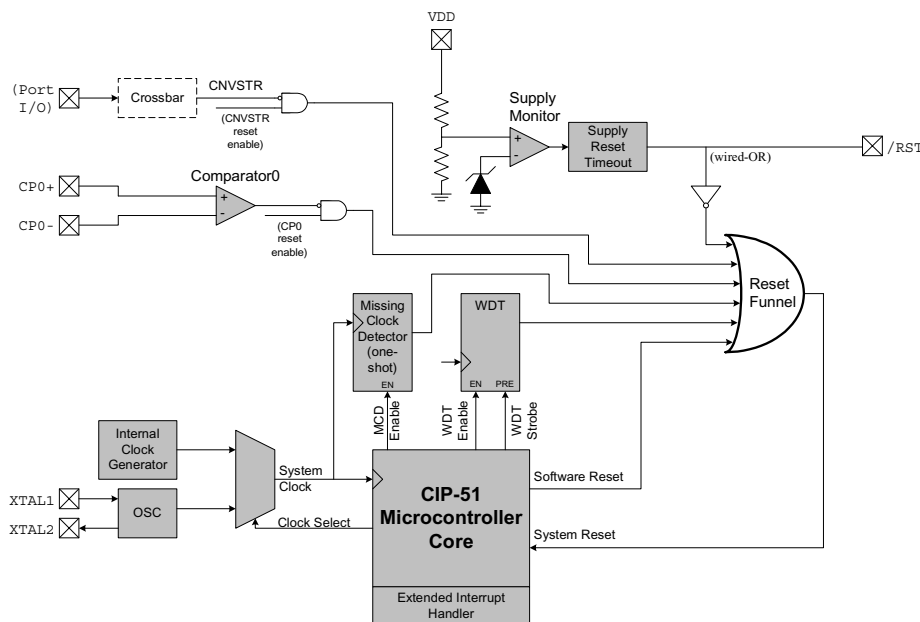 VDD
(Port
I/O)
Crossbar
CNVSTR
(CNVSTR
reset
enable)
Supply
Monitor
+
-
Supply
Reset
Timeout
(wired-OR)
/RST
CP0+
CP0-
Comparator0
+
-
(CP0
reset
enable)
Reset
Funnel
Missing
Clock
Detector
(one-
shot)
EN
WDT
EN
PRE
MCD
Enable
WDT
Enable
WDT
Strobe
Internal
Clock
Generator
System
Clock
XTAL1
XTAL2
OSC
Clock Select
CIP-51
Microcontroller
Core
Software Reset
System Reset
Extended Interrupt
Handler